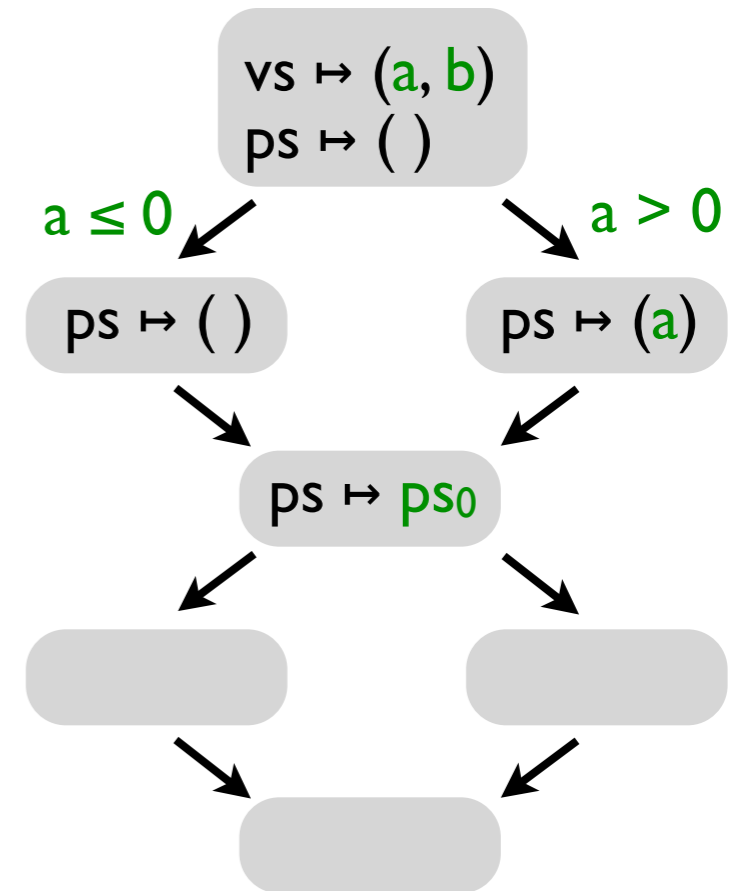 vs ↦ (a, b)
ps ↦ ( )
a ≤ 0
a > 0
ps ↦ ( )
ps ↦ (a)
ps ↦ ps₀